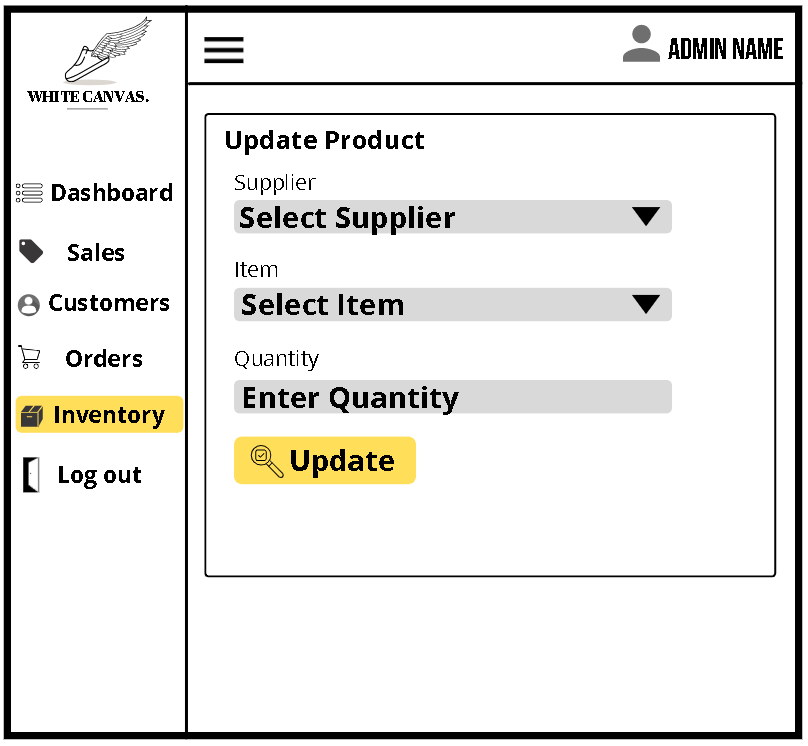 WHITE CANVAS.
Dashboard
Sales
Customers
Orders
Inventory
Log out
ADMIN NAME
Update Product
Supplier
Select Supplier
Item
Select Item
Quantity
Enter Quantity
Update